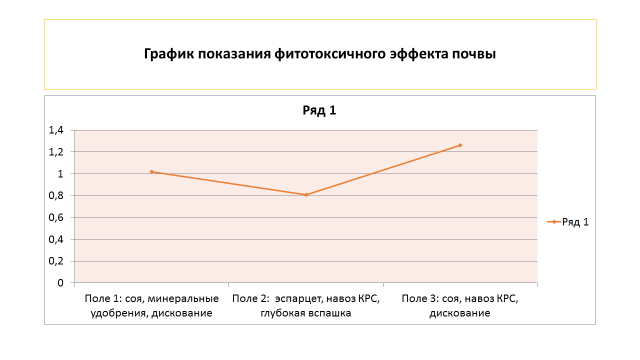 График показания фитотоксичного эффекта почвы
Ряд 1
1,4
1,2
1
0,8
0,6
0,4
0,2
0
Ряд 1
Поле 1: соя, минеральные
удобрения, дискование
Поле 2:  эспарцет, навоз КРС,
глубокая вспашка
Поле 3: соя, навоз КРС,
дискование